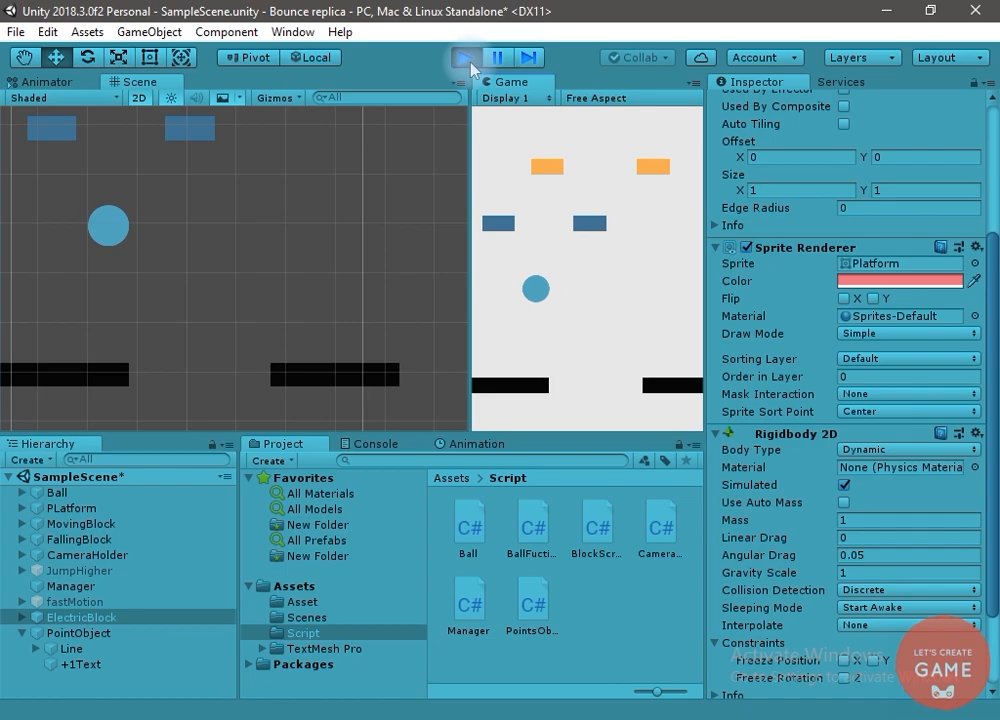 Unity 2018.3.0f2 Personal - SampleScene.unity - Bounce replica - PC, Mac & Linux Standalone* <DX11>
File Edit Assets GameObject Component Window Help
Pivot Local Collab Account Layers Layout
Animator Scene Game Inspector Services
Shaded 2D Gizmos All Display 1 Free Aspect
Used By Composite
Auto Tiling
Offset
X 0 Y 0
Size
X 1 Y 1
Edge Radius 0
Info
Sprite Renderer
Sprite Platform
Color
Flip X Y
Material Sprites-Default
Draw Mode Simple
Sorting Layer Default
Order in Layer 0
Mask Interaction None
Sprite Sort Point Center
Rigidbody 2D
Body Type Dynamic
Material None (Physics Materia
Simulated
Use Auto Mass
Mass 1
Linear Drag 0
Angular Drag 0.05
Gravity Scale 1
Collision Detection Discrete
Sleeping Mode Start Awake
Interpolate None
Constraints
Freeze Position X Y
Freeze Rotation Z
Info
Hierarchy
Create All
SampleScene*
Ball
PLatform
MovingBlock
FallingBlock
CameraHolder
JumpHigher
Manager
fastMotion
ElectricBlock
PointObject
Line
+1Text
Project Console Animation
Create
Favorites
All Materials
All Models
New Folder
All Prefabs
New Folder
Assets
Asset
Scenes
Script
TextMesh Pro
Packages
Assets > Script
C# C# C# C#
Ball BallFucti... BlockScr... Camera...
C# C#
Manager PointsOb...
Activate Windows
LET'S CREATE
GAME